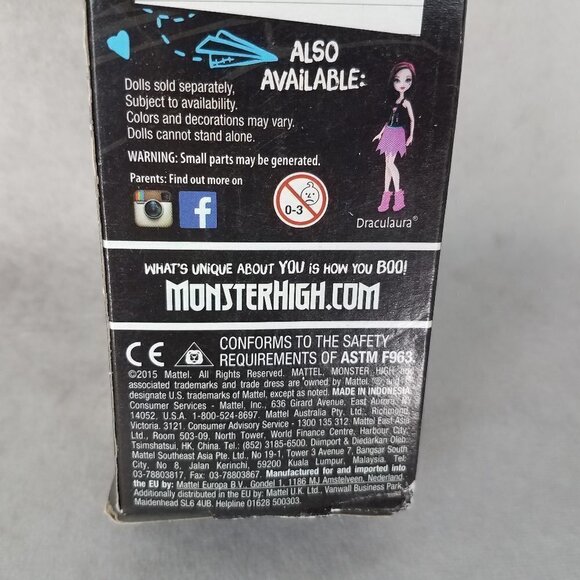 ALSO
AVAILABLE:
Dolls sold separately,
Subject to availability.
Colors and decorations may vary.
Dolls cannot stand alone.
WARNING: Small parts may be generated.
Parents: Find out more on
f
0-3
Draculaura®
WHAT'S UNIQUE ABOUT YOU IS HOW YOU BOO!
MONSTERHIGH.COM
CE
CONFORMS TO THE SAFETY
REQUIREMENTS OF ASTM F963.
©2015 Mattel. All Rights Reserved. MATTEL, MONSTER HIGH and
associated trademarks and trade dress are owned by Mattel. ® and
designate U.S. trademarks of Mattel, except as noted. MADE IN INDONESIA.
Consumer Services - Mattel, Inc., 636 Girard Avenue, East Aurora, N
14052, U.S.A. 1-800-524-8697. Mattel Australia Pty. Ltd., Richmond,
Victoria. 3121. Consumer Advisory Service - 1300 135 312. Mattel East Asia
Ltd., Room 503-09, North Tower, World Finance Centre, Harbour City,
Tsimshatsui, HK, China. Tel.: (852) 3185-6500. Diimport & Diedarkan Oleh:
Mattel Southeast Asia Pte. Ltd., No 19-1, Tower 3 Avenue 7, Bangsar South
City, No 8, Jalan Kerinchi, 59200 Kuala Lumpur, Malaysia. Tel:
03-78803817, Fax: 03-78803867. Manufactured for and imported into
the EU by: Mattel Europa B.V., Gondel 1, 1186 MJ Amstelveen, Nederland.
Additionally distributed in the EU by: Mattel U.K. Ltd., Vanwall Business Park,
Maidenhead SL6 4UB. Helpline 01628 500303.